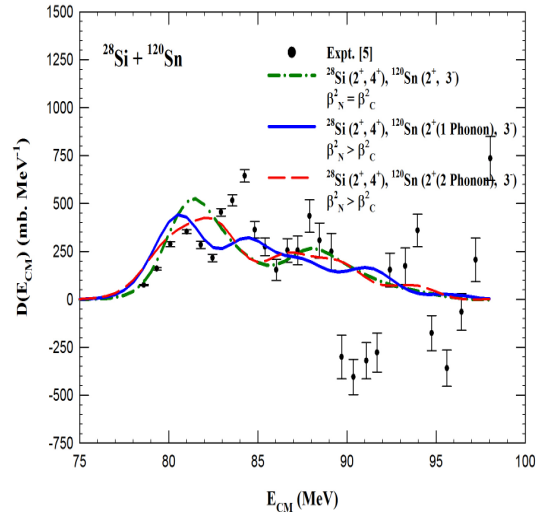 1500
1250
1000
750
500
250
0
-250
-500
-750
D(E_CM) (mb. MeV⁻¹)
²⁸Si + ¹²⁰Sn
Expt. [5]
²⁸Si (2⁺, 4⁺), ¹²⁰Sn (2⁺, 3⁻)
β²_N = β²_C
²⁸Si (2⁺, 4⁺), ¹²⁰Sn (2⁺(1 Phonon), 3⁻)
β²_N > β²_C
²⁸Si (2⁺, 4⁺), ¹²⁰Sn (2⁺(2 Phonon), 3⁻)
β²_N > β²_C
75 80 85 90 95 100
E_CM (MeV)